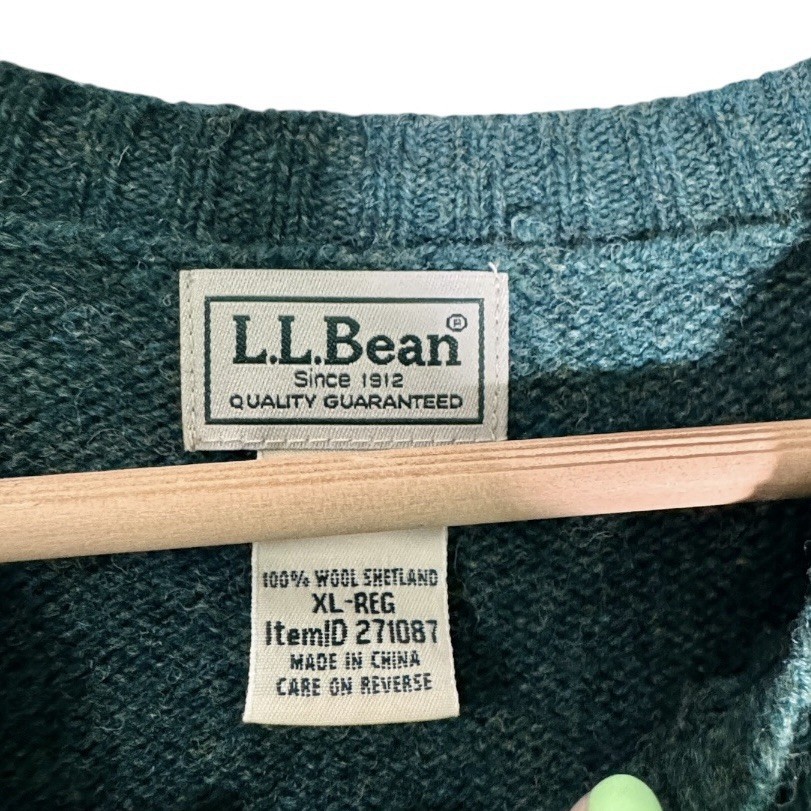 L.L.Bean®
Since 1912
QUALITY GUARANTEED
100% WOOL SHETLAND
XL-REG
ItemID 271087
MADE IN CHINA
CARE ON REVERSE